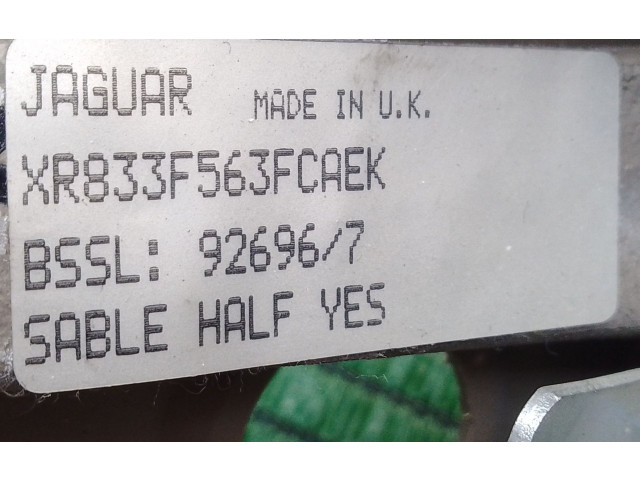 JAGUAR MADE IN U.K.
XR833F563FCAEK
BSSL: 92696/7
SABLE HALF YES